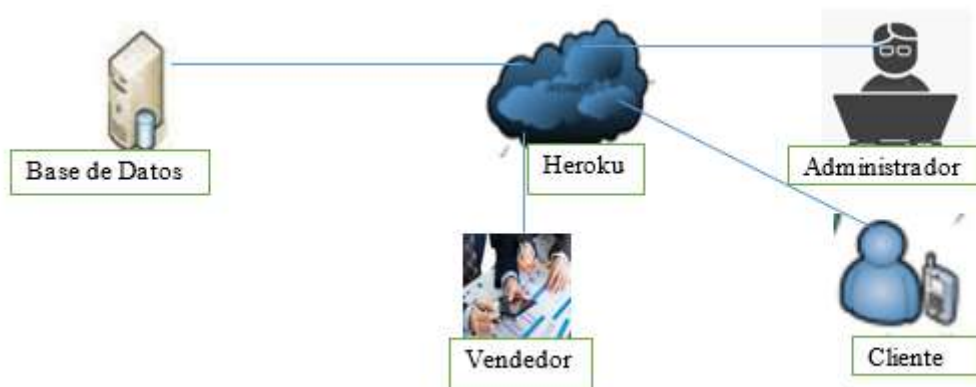 Base de Datos
Heroku
Administrador
Vendedor
Cliente